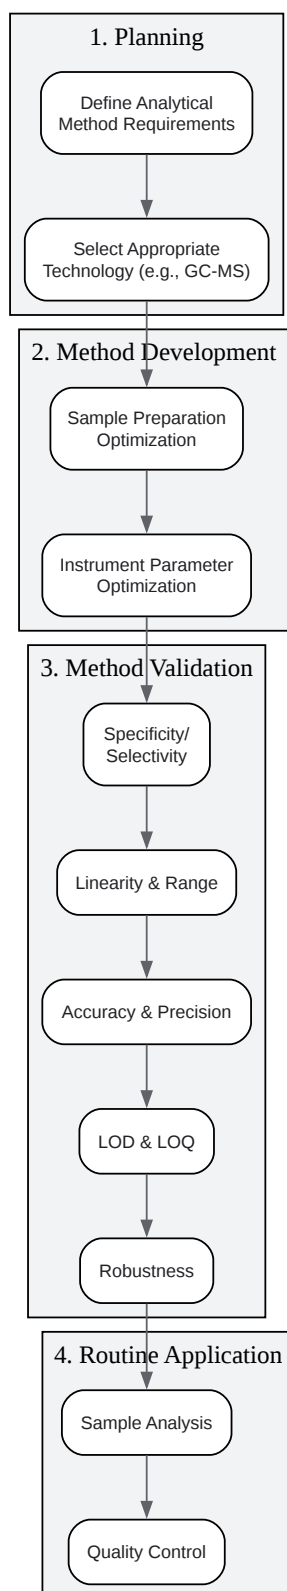 1. Planning
Define Analytical
Method Requirements
Select Appropriate
Technology (e.g., GC-MS)
2. Method Development
Sample Preparation
Optimization
Instrument Parameter
Optimization
3. Method Validation
Specificity/
Selectivity
Linearity & Range
Accuracy & Precision
LOD & LOQ
Robustness
4. Routine Application
Sample Analysis
Quality Control